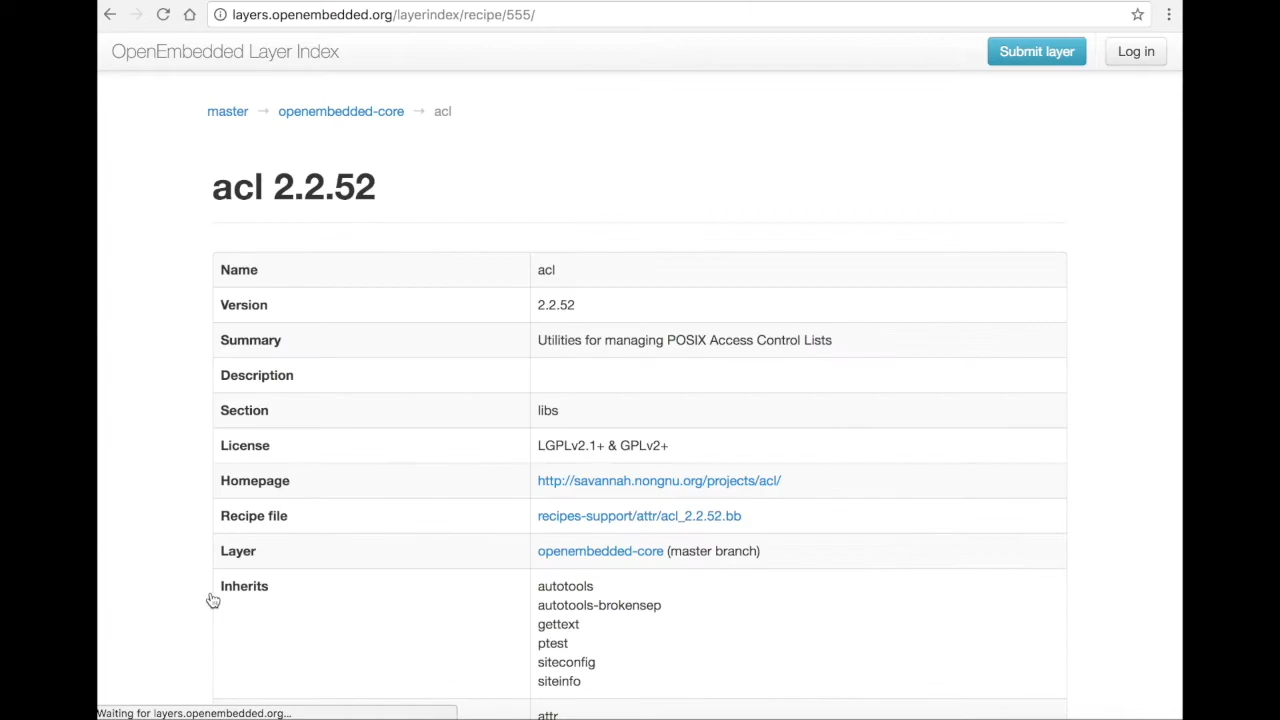 layers.openembedded.org/layerindex/recipe/555/
OpenEmbedded Layer Index
Submit layer
Log in
master → openembedded-core → acl
acl 2.2.52
Name acl
Version 2.2.52
Summary Utilities for managing POSIX Access Control Lists
Description
Section libs
License LGPLv2.1+ & GPLv2+
Homepage http://savannah.nongnu.org/projects/acl/
Recipe file recipes-support/attr/acl_2.2.52.bb
Layer openembedded-core (master branch)
Inherits autotools
autotools-brokensep
gettext
ptest
siteconfig
siteinfo
attr
Waiting for layers.openembedded.org...